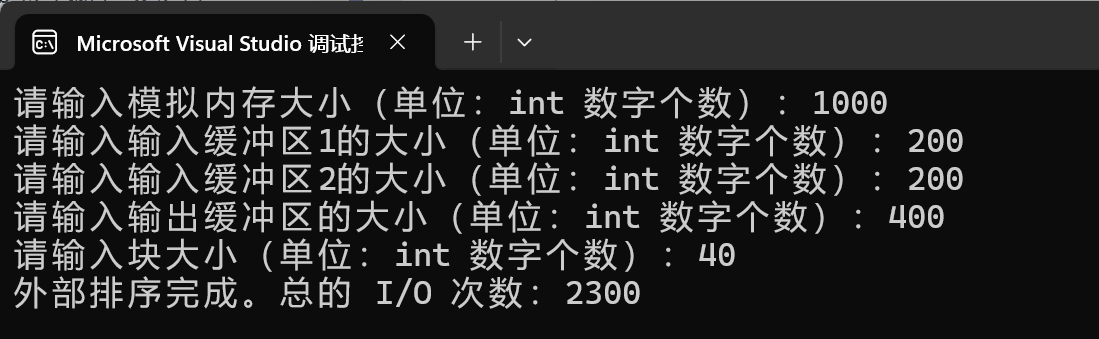 Microsoft Visual Studio 调试
请输入模拟内存大小（单位：int 数字个数）：1000
请输入输入缓冲区1的大小（单位：int 数字个数）：200
请输入输入缓冲区2的大小（单位：int 数字个数）：200
请输入输出缓冲区的大小（单位：int 数字个数）：400
请输入块大小（单位：int 数字个数）：40
外部排序完成。总的 I/O 次数：2300